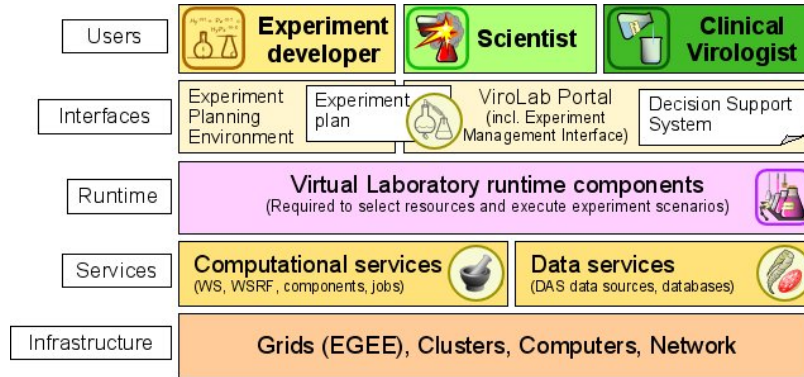 Users
Experiment
developer
Scientist
Clinical
Virologist
Interfaces
Experiment
Planning
Environment
Experiment
plan
ViroLab Portal
(incl. Experiment
Management Interface)
Decision Support
System
Runtime
Virtual Laboratory runtime components
(Required to select resources and execute experiment scenarios)
Services
Computational services
(WS, WSRF, components, jobs)
Data services
(DAS data sources, databases)
Infrastructure
Grids (EGEE), Clusters, Computers, Network